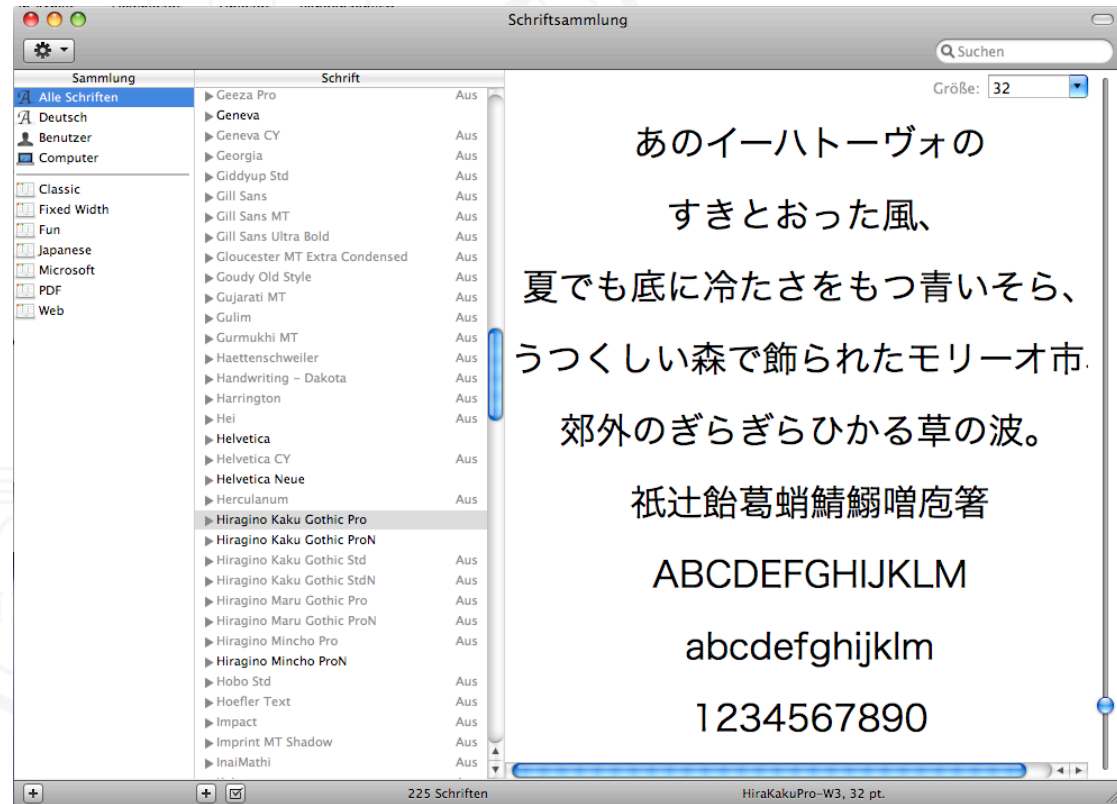 Schriftsammlung
Suchen
Sammlung
Alle Schriften
Deutsch
Benutzer
Computer
Classic
Fixed Width
Fun
Japanese
Microsoft
PDF
Web
Schrift
Geeza Pro Aus
Geneva
Geneva CY Aus
Georgia Aus
Giddyup Std Aus
Gill Sans Aus
Gill Sans MT Aus
Gill Sans Ultra Bold Aus
Gloucester MT Extra Condensed Aus
Goudy Old Style Aus
Gujarati MT Aus
Gulim Aus
Gurmukhi MT Aus
Haettenschweiler Aus
Handwriting – Dakota Aus
Harrington Aus
Hei Aus
Helvetica
Helvetica CY Aus
Helvetica Neue
Herculanum Aus
Hiragino Kaku Gothic Pro
Hiragino Kaku Gothic ProN
Hiragino Kaku Gothic Std Aus
Hiragino Kaku Gothic StdN Aus
Hiragino Maru Gothic Pro Aus
Hiragino Maru Gothic ProN Aus
Hiragino Mincho Pro Aus
Hiragino Mincho ProN
Hobo Std Aus
Hoefler Text Aus
Impact Aus
Imprint MT Shadow Aus
InaiMathi Aus
Größe: 32
あのイーハトーヴォの
すきとおった風、
夏でも底に冷たさをもつ青いそら、
うつくしい森で飾られたモリーオ市、
郊外のぎらぎらひかる草の波。
祇辻飴葛蛸鯖鰯噌庖箸
ABCDEFGHIJKLM
abcdefghijklm
1234567890
225 Schriften
HiraKakuPro-W3, 32 pt.